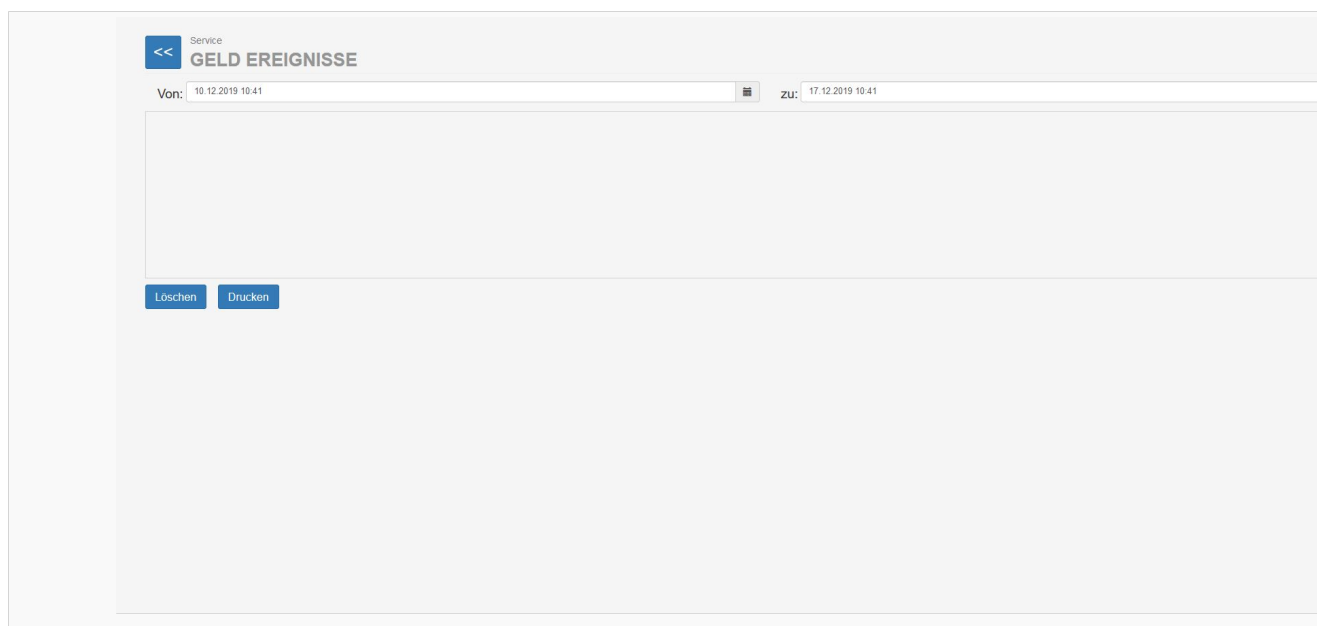 Service
<< GELD EREIGNISSE
Von: 10.12.2019 10:41 zu: 17.12.2019 10:41
Löschen Drucken